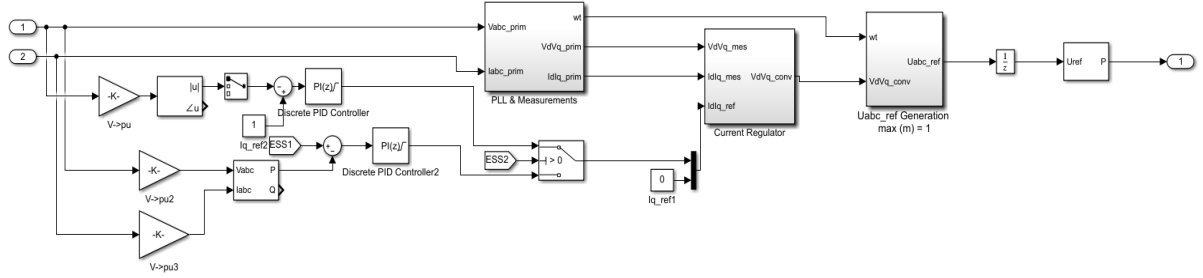 1
2
Vabc_prim
Iabc_prim
wt
VdVq_prim
IdIq_prim
PLL & Measurements
VdVq_mes
IdIq_mes
IdIq_ref
VdVq_conv
Current Regulator
wt
VdVq_conv
Uabc_ref
Uabc_ref Generation
max (m) = 1
1
z
Uref
P
1
-K-
V->pu
|u|
∠u
+
-
PI(z)
Discrete PID Controller
1
Iq_ref2
ESS1
+
-
PI(z)
Discrete PID Controller2
ESS2
> 0
0
Iq_ref1
-K-
V->pu2
Vabc
Iabc
P
Q
-K-
V->pu3